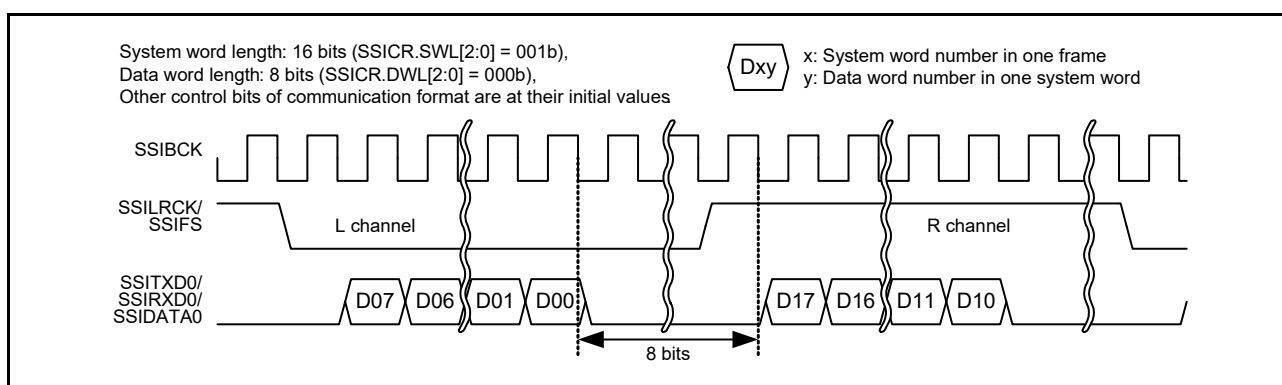 System word length: 16 bits (SSICR.SWL[2:0] = 001b),
Data word length: 8 bits (SSICR.DWL[2:0] = 000b),
Other control bits of communication format are at their initial values.
Dxy
x: System word number in one frame
y: Data word number in one system word
SSIBCK
SSILRCK/
SSIFS
L channel
R channel
SSITXD0/
SSIRXD0/
SSIDATA0
D07 D06 D01 D00 D17 D16 D11 D10
8 bits